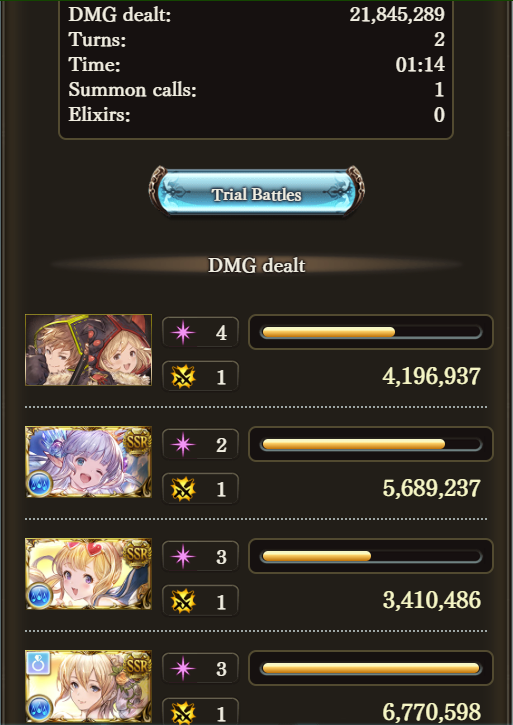 DMG dealt: 21,845,289
Turns: 2
Time: 01:14
Summon calls: 1
Elixirs: 0
Trial Battles
DMG dealt
4
1 4,196,937
SSR 2
1 5,689,237
SSR 3
1 3,410,486
SSR 3
1 6,770,598